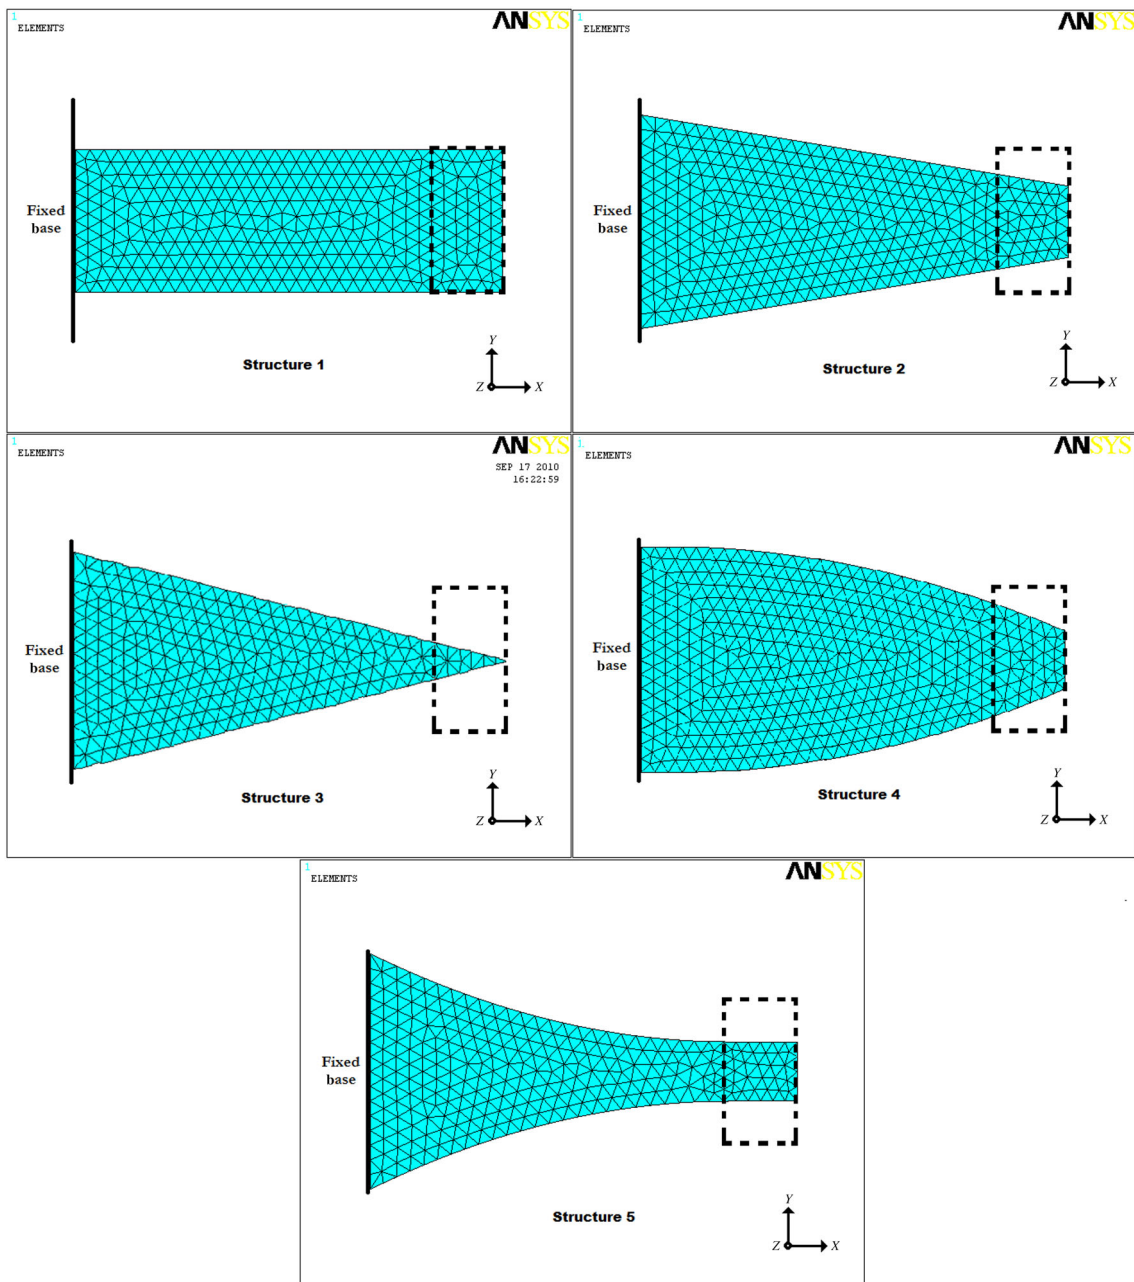 1
ANSYS
ELEMENTS
Fixed
base
Y
Z
X
Structure 1
1
ANSYS
ELEMENTS
Fixed
base
Y
Z
X
Structure 2
1
ANSYS
ELEMENTS
SEP 17 2010
16:22:59
Fixed
base
Y
Z
X
Structure 3
1
ANSYS
ELEMENTS
Fixed
base
Y
Z
X
Structure 4
1
ANSYS
ELEMENTS
Fixed
base
Y
Z
X
Structure 5